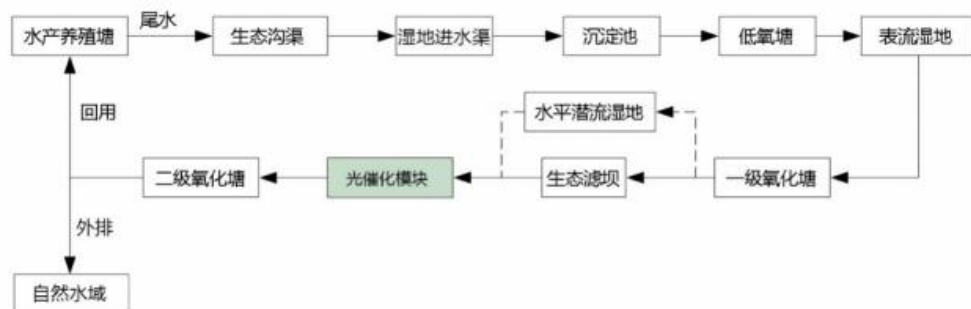 水产养殖塘
尾水
生态沟渠
湿地进水渠
沉淀池
低氧塘
表流湿地
水平潜流湿地
回用
二级氧化塘
光催化模块
生态滤坝
一级氧化塘
外排
自然水域